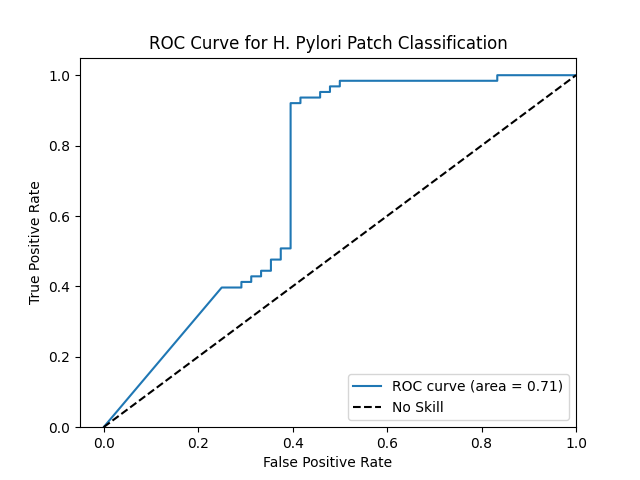 ROC Curve for H. Pylori Patch Classification
True Positive Rate
1.0
0.8
0.6
0.4
0.2
0.0
ROC curve (area = 0.71)
No Skill
0.0 0.2 0.4 0.6 0.8 1.0
False Positive Rate